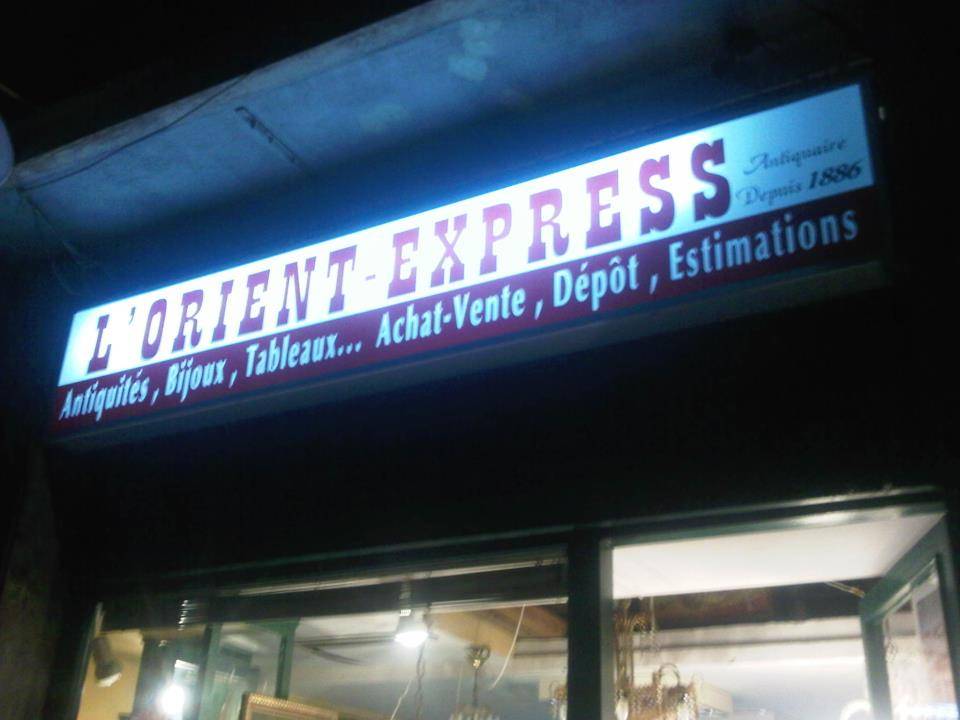 L'ORIENT-EXPRESS
Antiquaire
Depuis 1886
Antiquités , Bijoux , Tableaux... Achat-Vente , Dépôt , Estimations